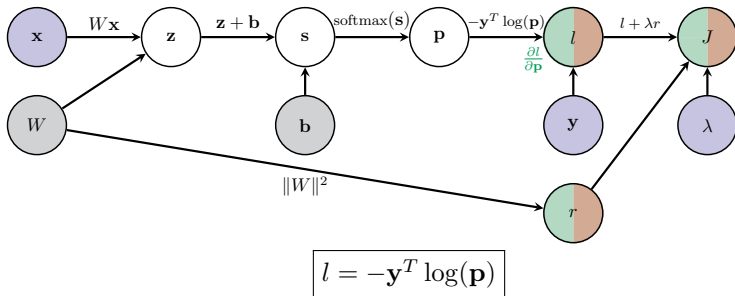 x
Wx
z
z + b
s
softmax(s)
p
−y^T log(p)
l
l + λr
J
∂l/∂p
W
b
y
λ
‖W‖²
r
l = −y^T log(p)